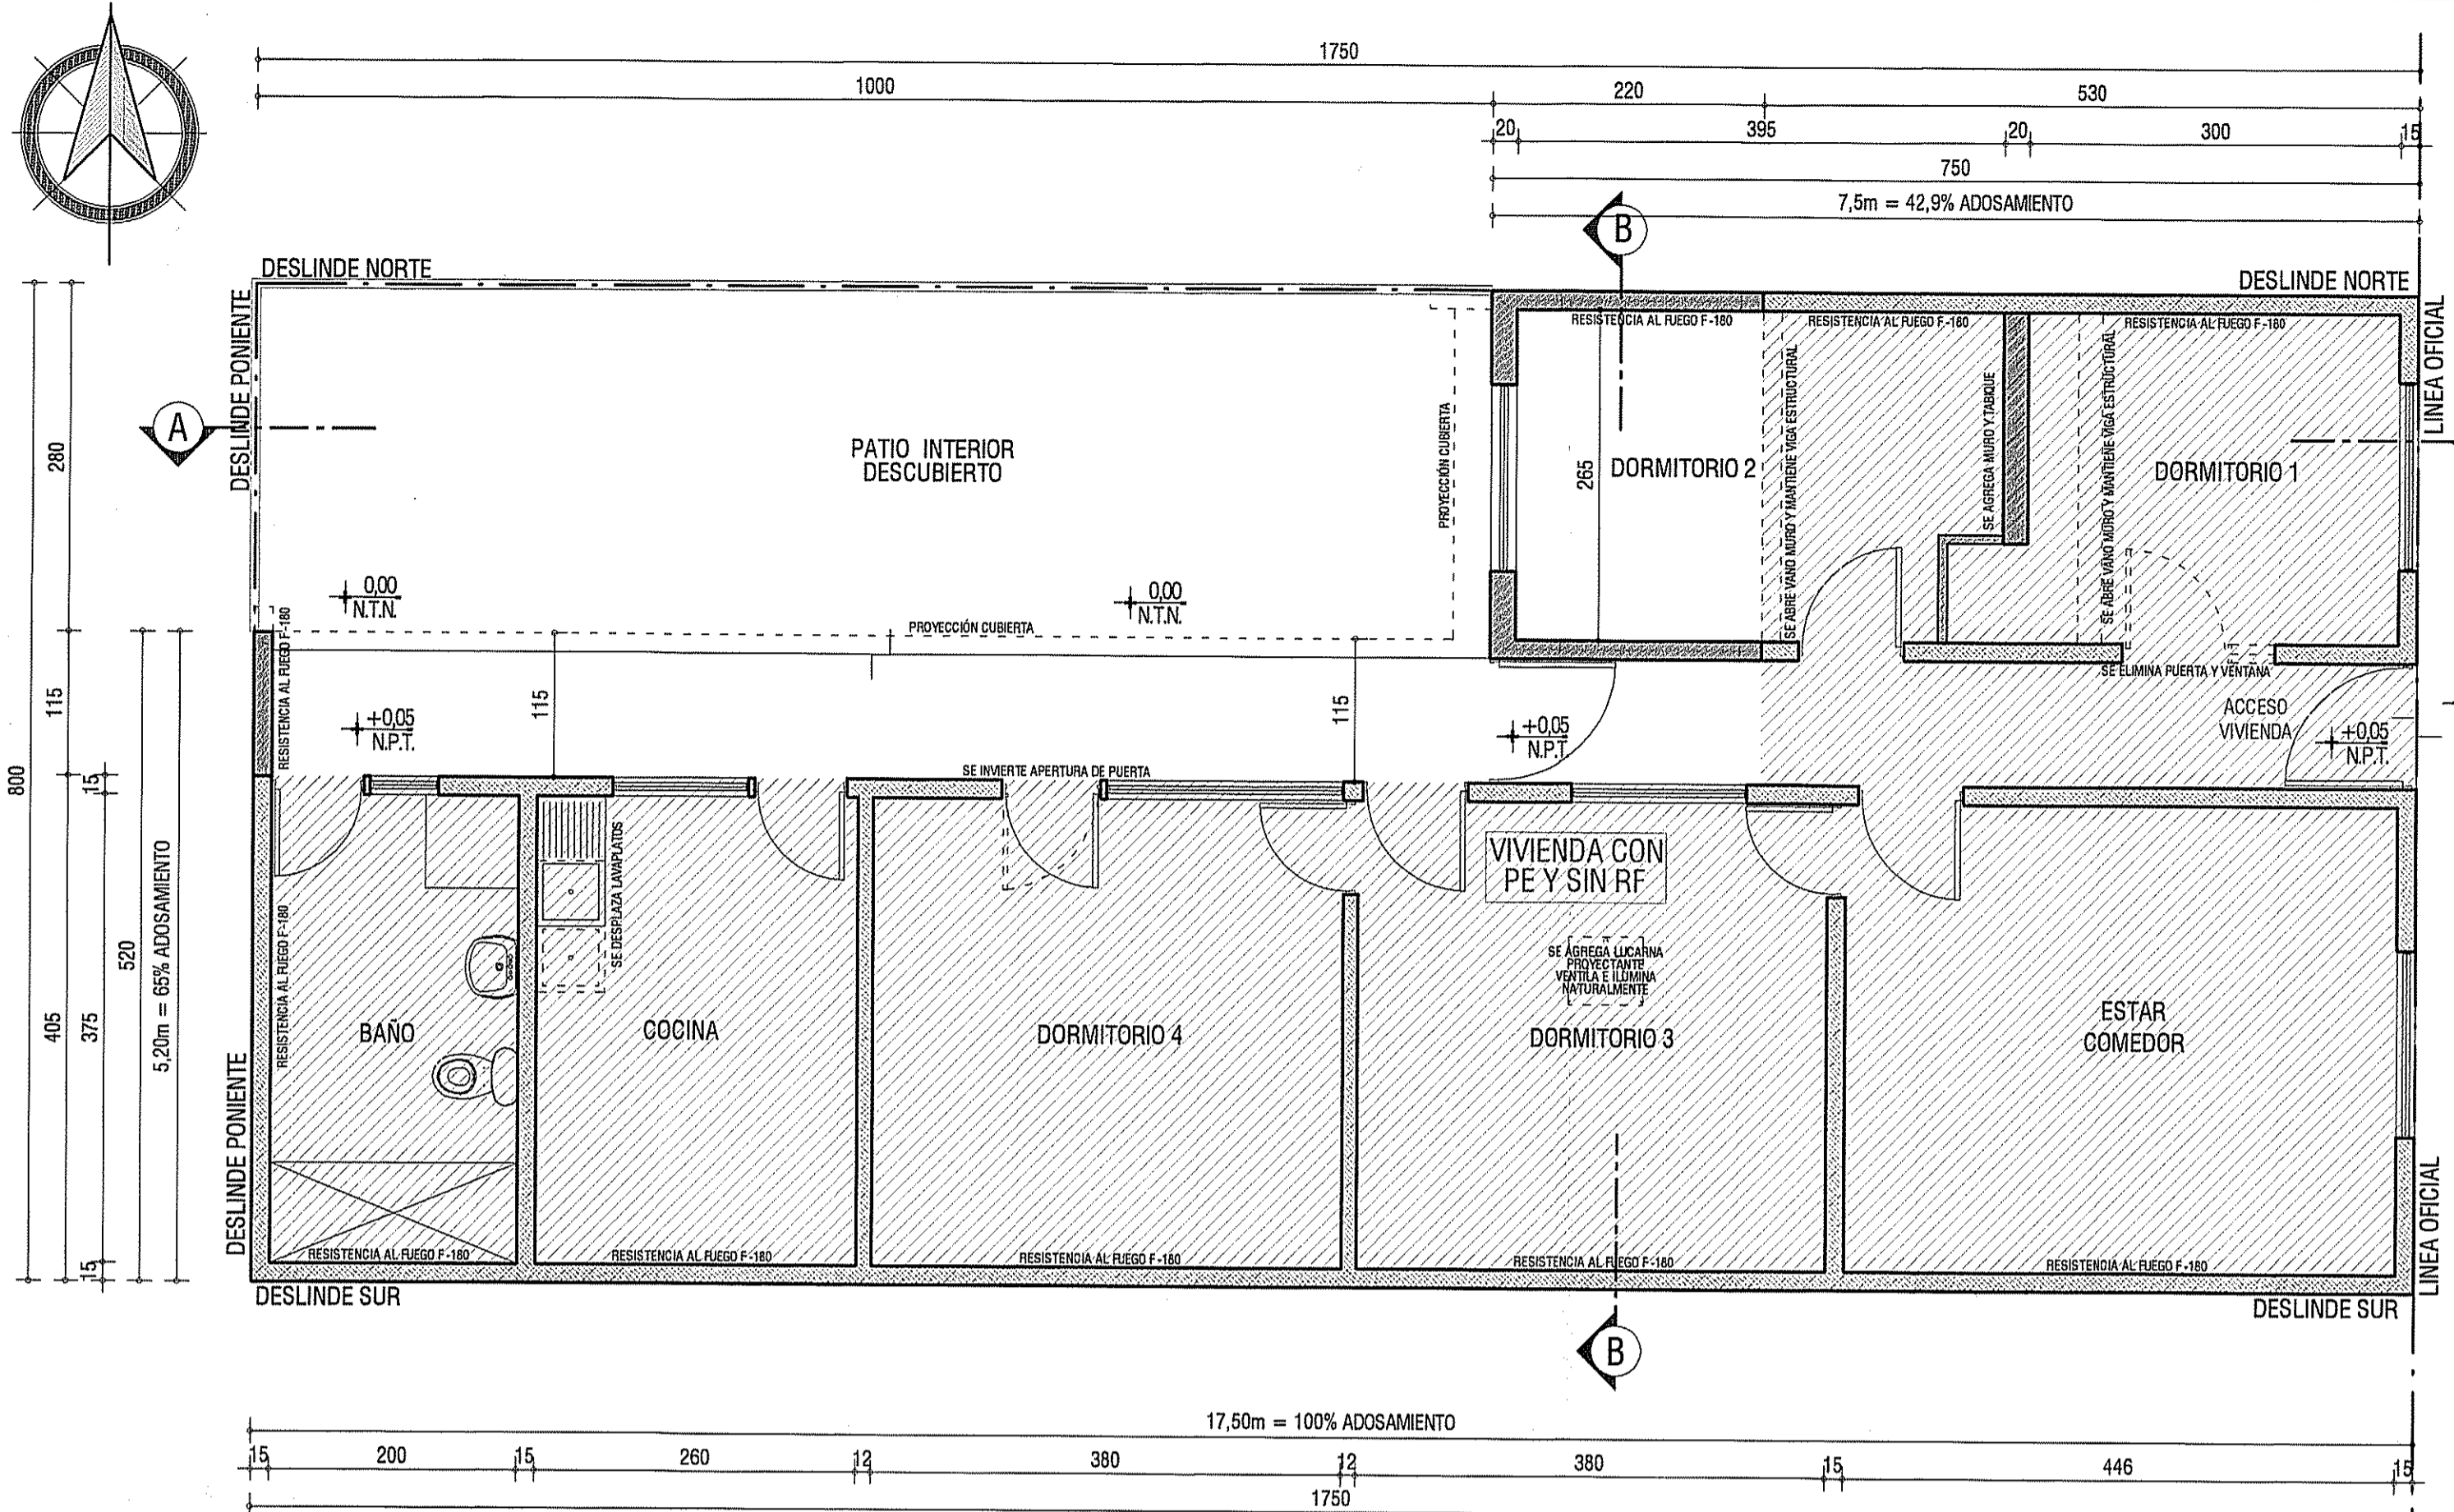 1750
1000
220
530
20
395
20
300
15
750
7,5m = 42,9% ADOSAMIENTO
B
DESLINDE NORTE
DESLINDE NORTE
DESLINDE PONIENTE
LINEA OFICIAL
RESISTENCIA AL FUEGO F-180
RESISTENCIA AL FUEGO F-180
RESISTENCIA AL FUEGO F-180
A
PATIO INTERIOR
DESCUBIERTO
PROYECCIÓN CUBIERTA
265
DORMITORIO 2
SE ABRE VANO MURO Y MANTIENE VIGA ESTRUCTURAL
SE AGREGA MURO Y TABIQUE
SE ABRE VANO MURO Y MANTIENE VIGA ESTRUCTURAL
DORMITORIO 1
0,00
N.T.N.
0,00
N.T.N.
PROYECCIÓN CUBIERTA
RESISTENCIA AL FUEGO F-180
SE ELIMINA PUERTA Y VENTANA
115
115
+0,05
N.P.T.
+0,05
N.P.T.
ACCESO
VIVIENDA
+0,05
N.P.T.
800
280
115
405
15
375
15
520
5,20m = 65% ADOSAMIENTO
SE INVIERTE APERTURA DE PUERTA
SE DESPLAZA LAVAPLATOS
VIVIENDA CON
PE Y SIN RF
SE AGREGA LUCARNA
PROYECTANTE
VENTILA E ILUMINA
NATURALMENTE
RESISTENCIA AL FUEGO F-180
BAÑO
COCINA
DORMITORIO 4
DORMITORIO 3
ESTAR
COMEDOR
DESLINDE PONIENTE
LINEA OFICIAL
RESISTENCIA AL FUEGO F-180
RESISTENCIA AL FUEGO F-180
RESISTENCIA AL FUEGO F-180
RESISTENCIA AL FUEGO F-180
RESISTENCIA AL FUEGO F-180
DESLINDE SUR
DESLINDE SUR
B
17,50m = 100% ADOSAMIENTO
15
200
15
260
12
380
12
380
15
446
15
1750